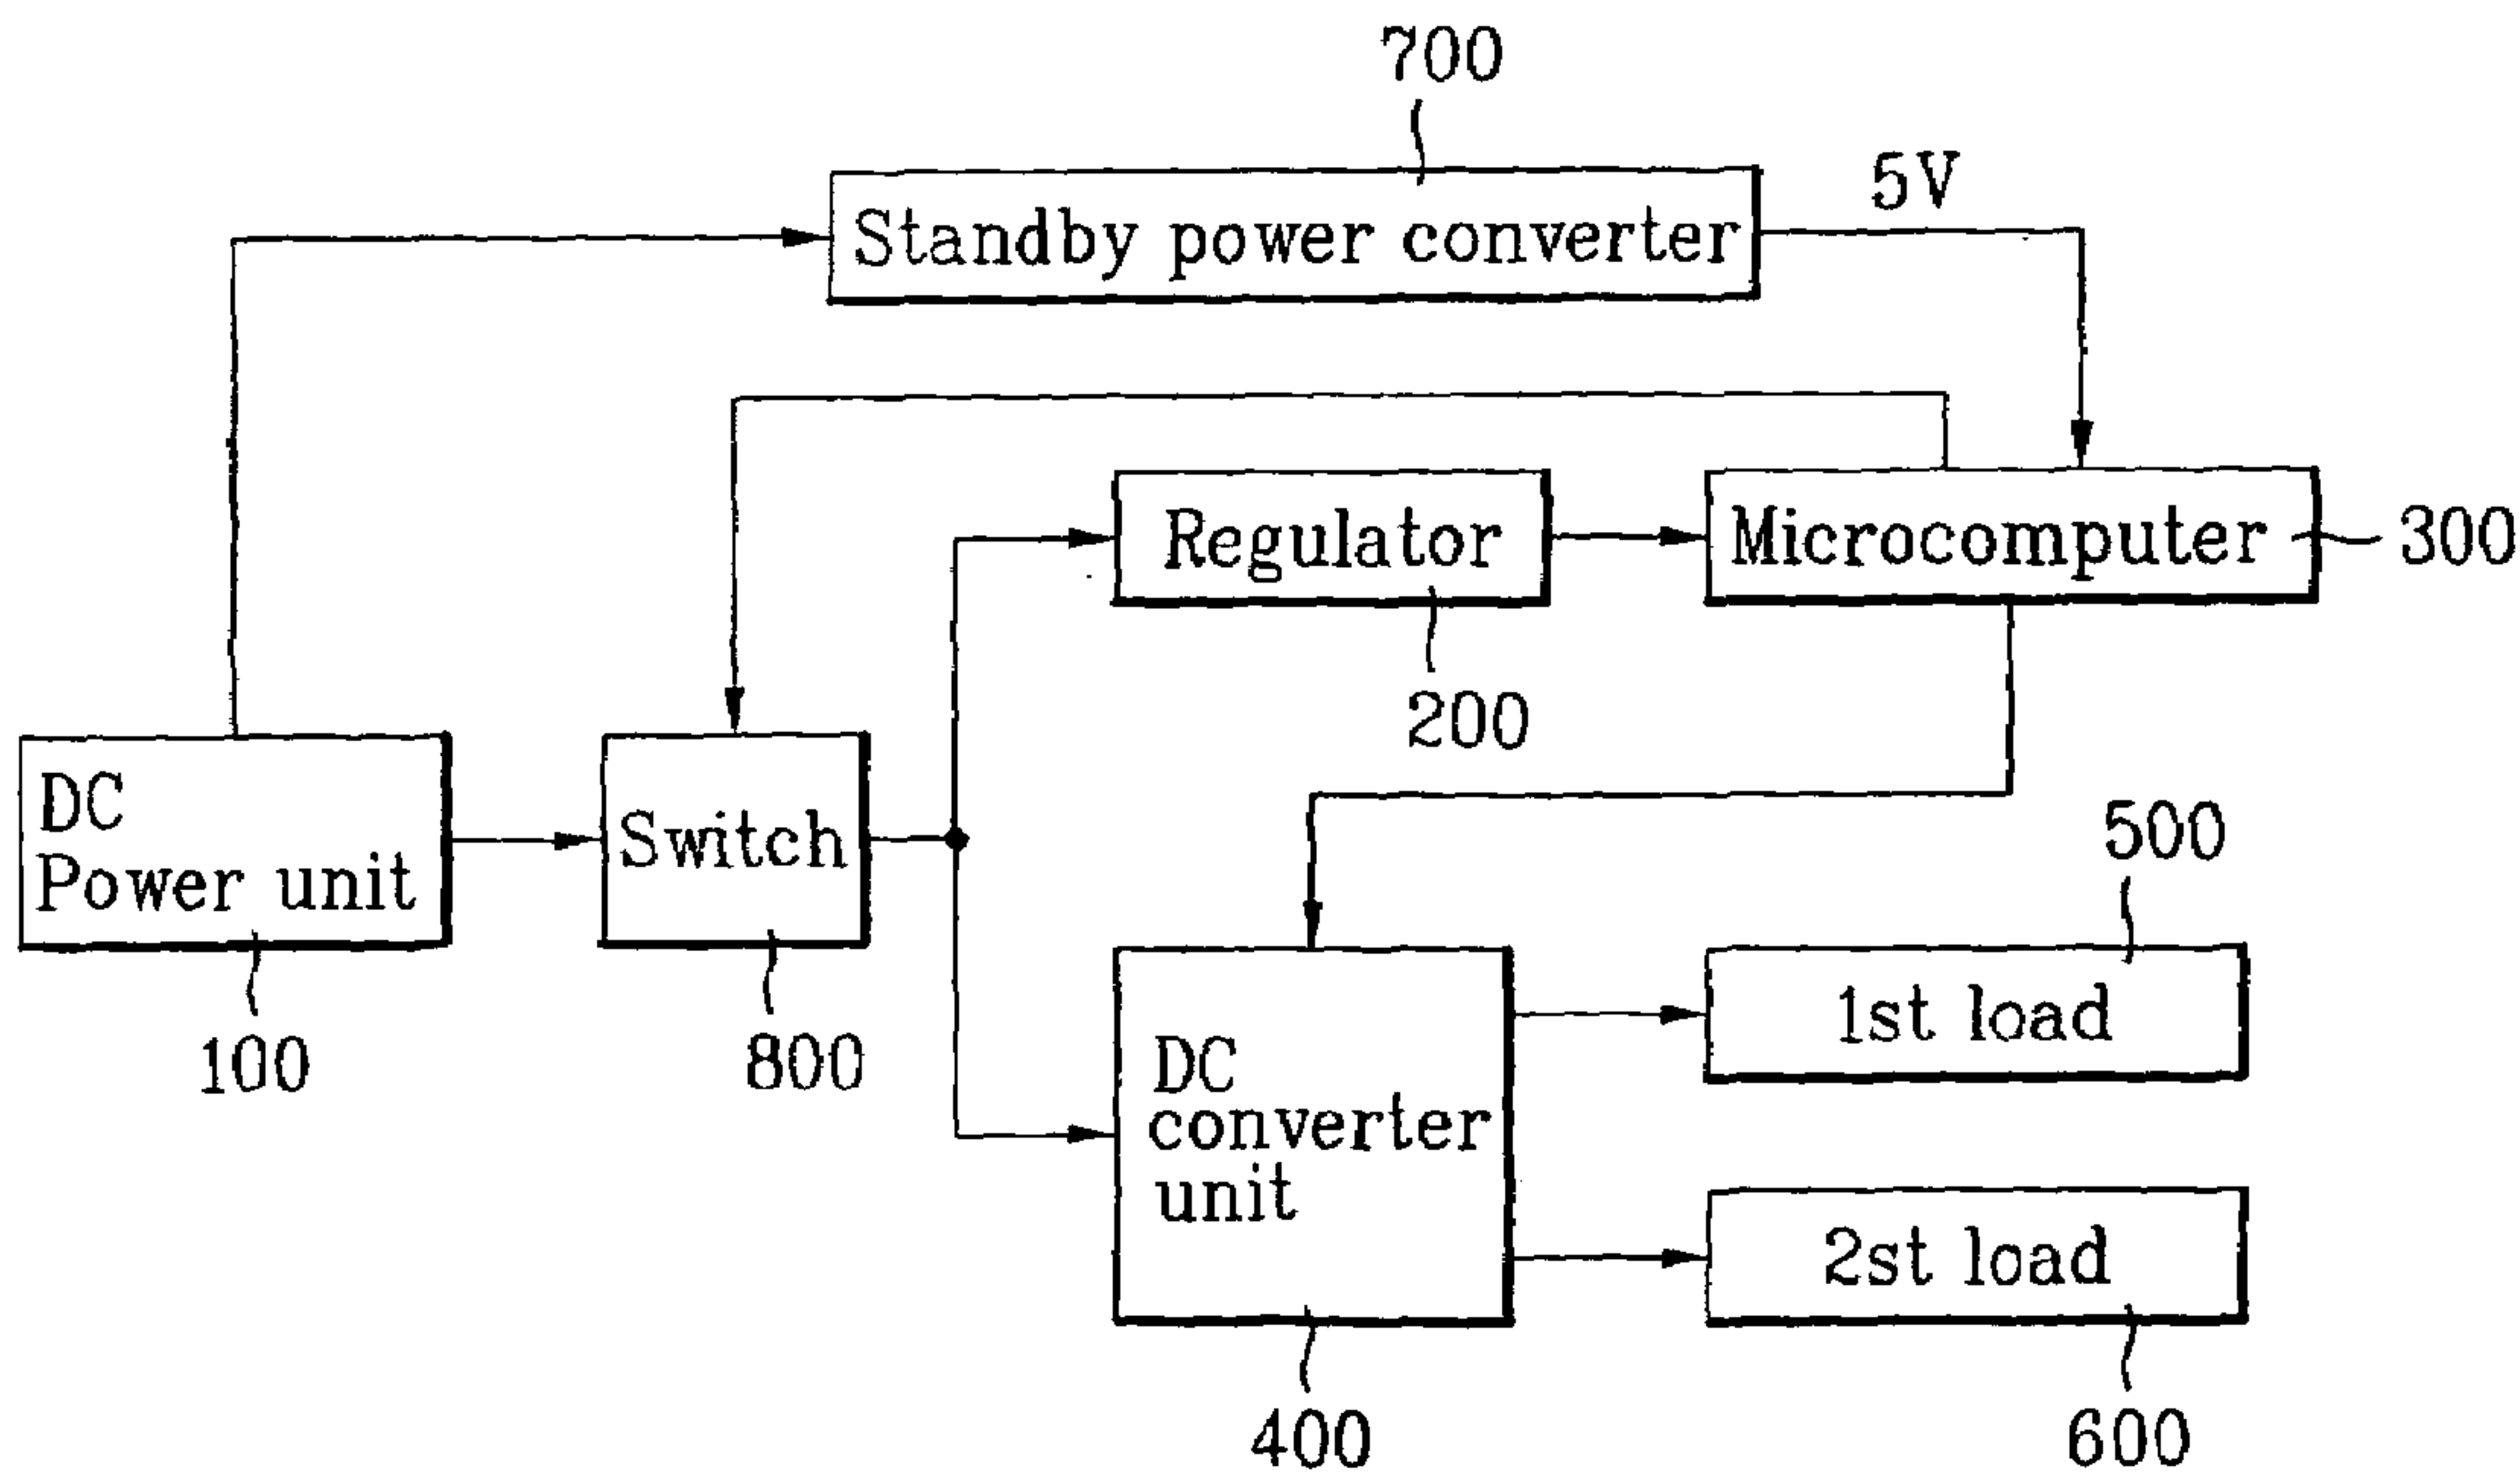 700
Standby power converter
5V
Regulator
Microcomputer
300
200
DC
Power unit
Switch
100
800
500
1st load
DC
converter
unit
2st load
400
600